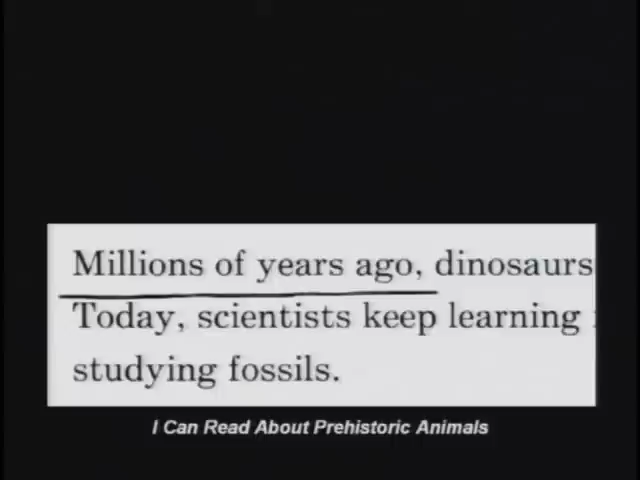 Millions of years ago, dinosaurs
Today, scientists keep learning
studying fossils.
I Can Read About Prehistoric Animals